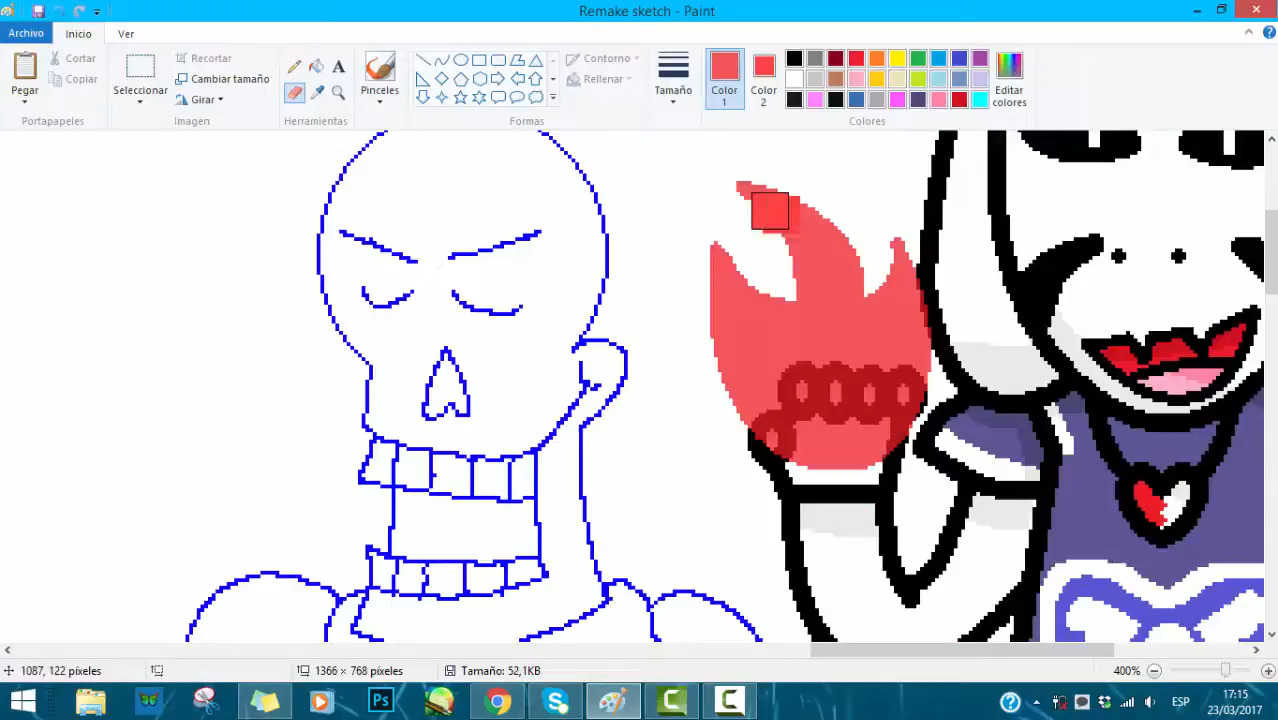 Remake sketch - Paint
Archivo
Inicio
Ver
Pegar
Cortar
Copiar
Portapapeles
Seleccionar
Recortar
Cambiar tamaño
Girar
Imagen
A
Herramientas
Pinceles
Contorno
Rellenar
Formas
Tamaño
Color
1
Color
2
Editar
colores
Colores
1087, 122 píxeles
1366 × 768 píxeles
Tamaño: 52,1KB
400%
Ps
ESP
17:15
23/03/2017